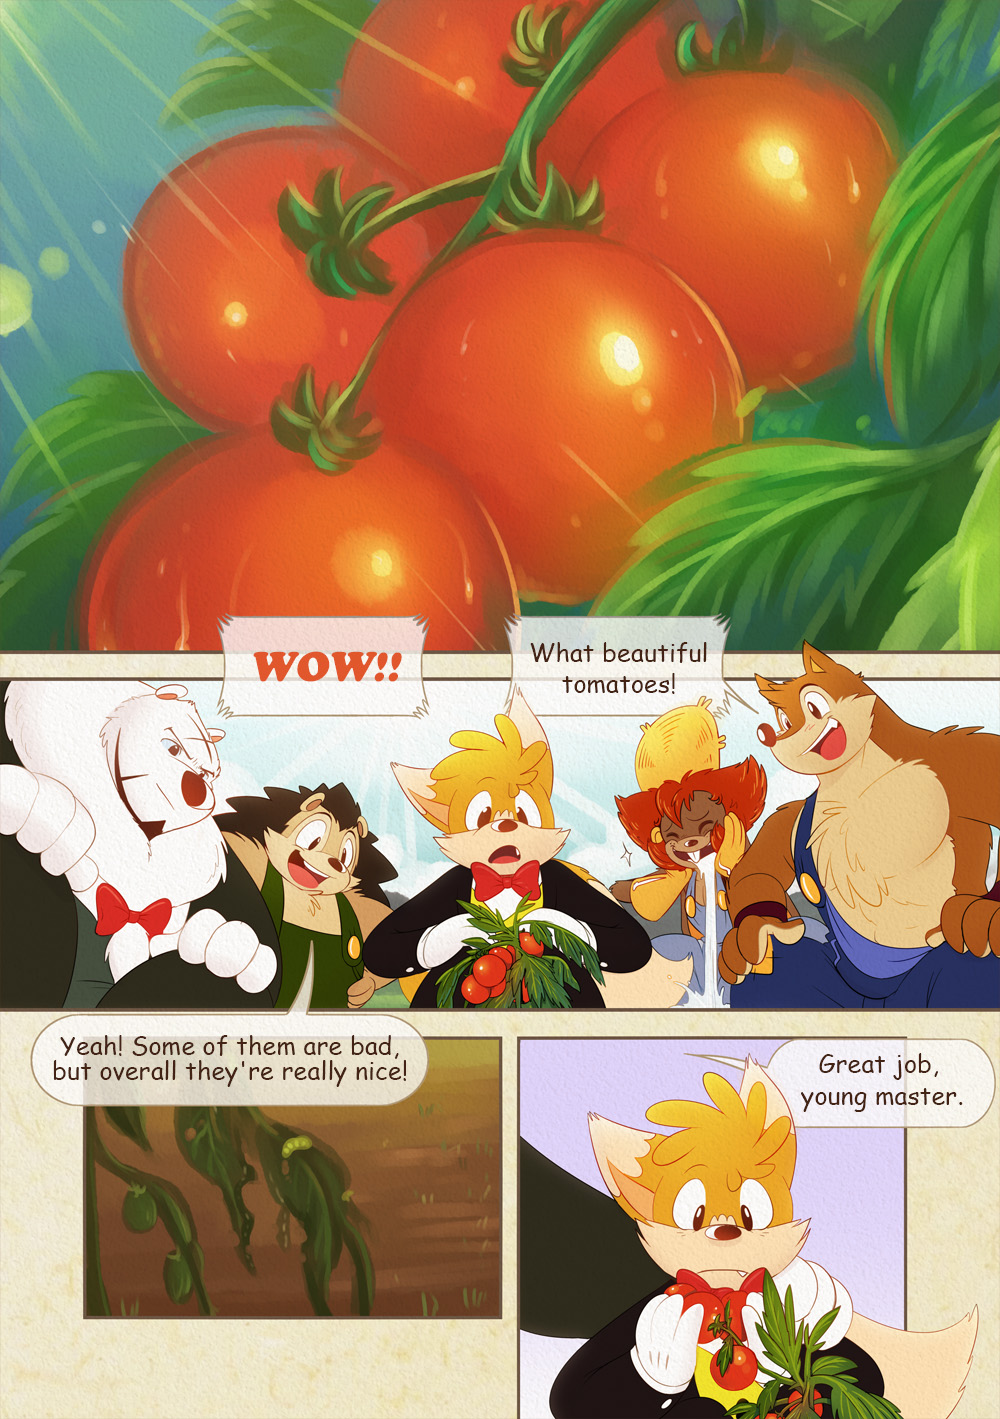 WOW!!
What beautiful
tomatoes!
Yeah! Some of them are bad,
but overall they're really nice!
Great job,
young master.